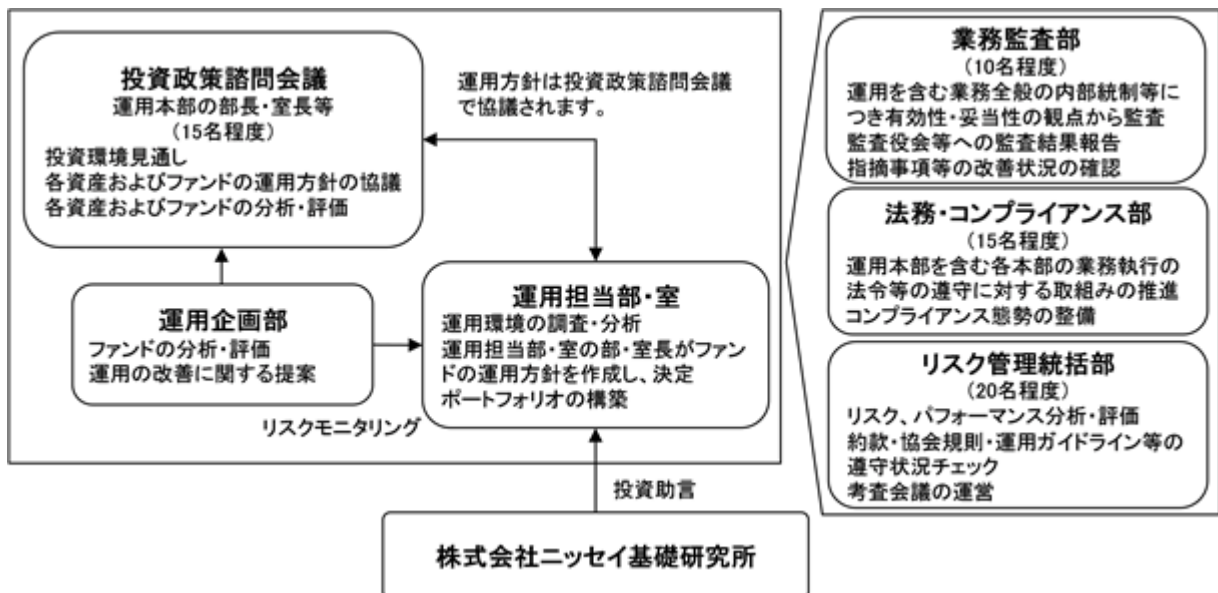 投資政策諮問会議
運用本部の部長・室長等
（15名程度）
投資環境見通し
各資産およびファンドの運用方針の協議
各資産およびファンドの分析・評価
運用方針は投資政策諮問会議
で協議されます。
運用企画部
ファンドの分析・評価
運用の改善に関する提案
リスクモニタリング
運用担当部・室
運用環境の調査・分析
運用担当部・室の部・室長がファン
ドの運用方針を作成し、決定
ポートフォリオの構築
投資助言
株式会社ニッセイ基礎研究所
業務監査部
（10名程度）
運用を含む業務全般の内部統制等に
つき有効性・妥当性の観点から監査
監査役会等への監査結果報告
指摘事項等の改善状況の確認
法務・コンプライアンス部
（15名程度）
運用本部を含む各本部の業務執行の
法令等の遵守に対する取組みの推進
コンプライアンス態勢の整備
リスク管理統括部
（20名程度）
リスク、パフォーマンス分析・評価
約款・協会規則・運用ガイドライン等の
遵守状況チェック
考査会議の運営